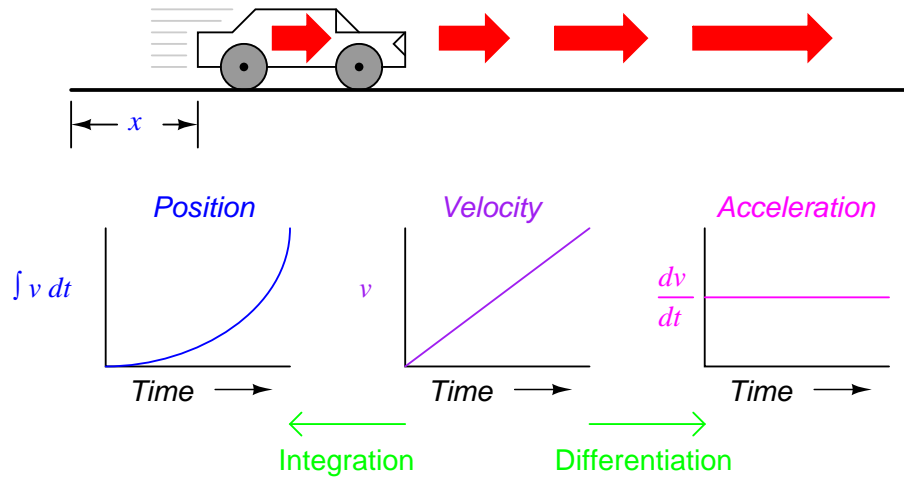 x
Position Velocity Acceleration
∫ v dt v dv/dt
Time Time Time
Integration Differentiation